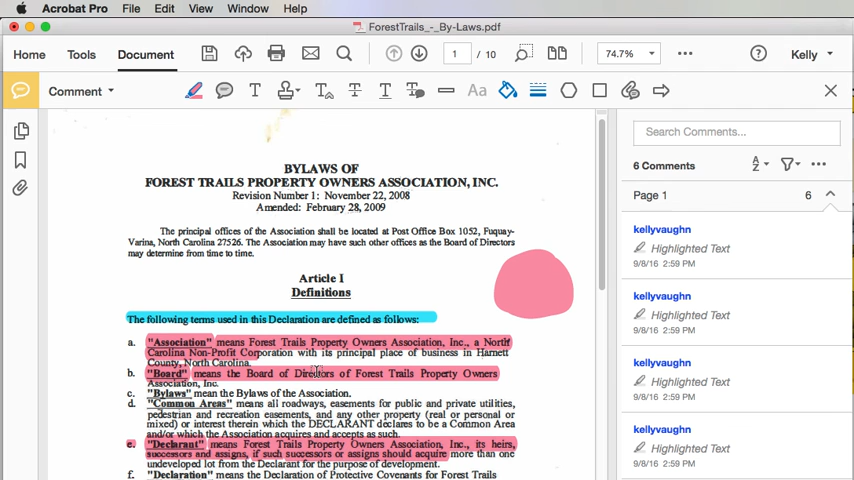 Acrobat Pro File Edit View Window Help
ForestTrails_-_By-Laws.pdf
Home Tools Document 1 / 10 74.7% Kelly
Comment Aa
Search Comments...
6 Comments
Page 1 6
kellyvaughn
Highlighted Text
9/8/16 2:59 PM
kellyvaughn
Highlighted Text
9/8/16 2:59 PM
kellyvaughn
Highlighted Text
9/8/16 2:59 PM
kellyvaughn
Highlighted Text
9/8/16 2:59 PM
BYLAWS OF
FOREST TRAILS PROPERTY OWNERS ASSOCIATION, INC.
Revision Number 1: November 22, 2008
Amended: February 28, 2009
The principal offices of the Association shall be located at Post Office Box 1052, Fuquay-
Varina, North Carolina 27526. The Association may have such other offices as the Board of Directors
may determine from time to time.
Article I
Definitions
The following terms used in this Declaration are defined as follows:
a. "Association" means Forest Trails Property Owners Association, Inc., a North
Carolina Non-Profit Corporation with its principal place of business in Harnett
County, North Carolina.
b. "Board" means the Board of Directors of Forest Trails Property Owners
Association, Inc.
c. "Bylaws" mean the Bylaws of the Association.
d. "Common Areas" means all roadways, easements for public and private utilities,
pedestrian and recreation easements, and any other property (real or personal or
mixed) or interest therein which the DECLARANT declares to be a Common Area
and/or which the Association acquires and accepts as such.
e. "Declarant" means Forest Trails Property Owners Association, Inc., its heirs,
successors and assigns, if such successors or assigns should acquire more than one
undeveloped lot from the Declarant for the purpose of development.
f. "Declaration" means the Declaration of Protective Covenants for Forest Trails